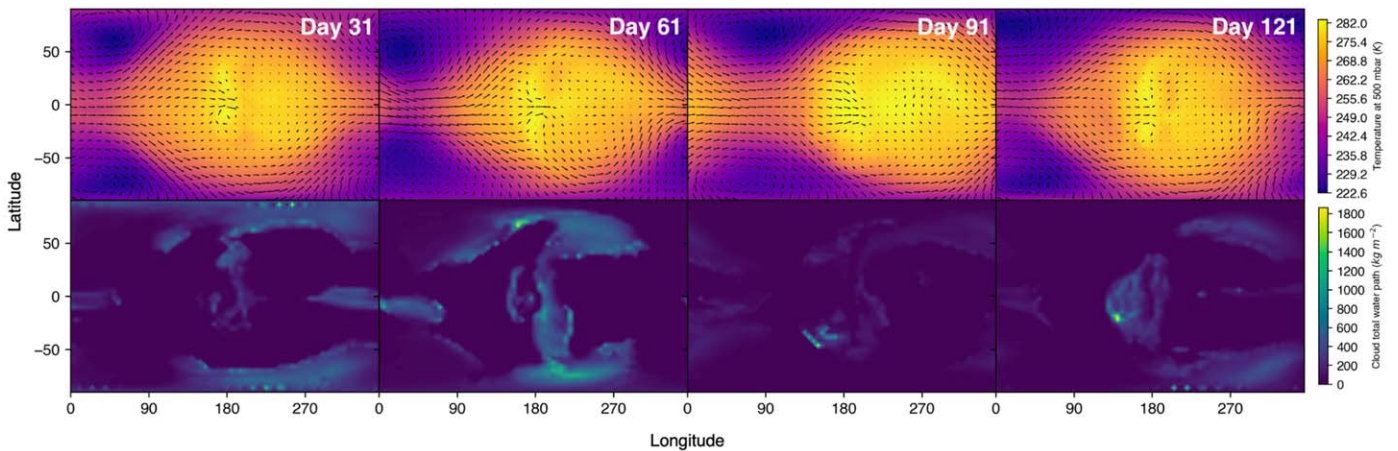 Day 31
Day 61
Day 91
Day 121
50
0
−50
282.0
275.4
268.8
262.2
255.6
249.0
242.4
235.8
229.2
222.6
Temperature at 500 mbar (K)
Latitude
50
0
−50
1800
1600
1400
1200
1000
800
600
400
200
0
Cloud total water path (kg m⁻²)
0 90 180 270 0 90 180 270 0 90 180 270 0 90 180 270
Longitude